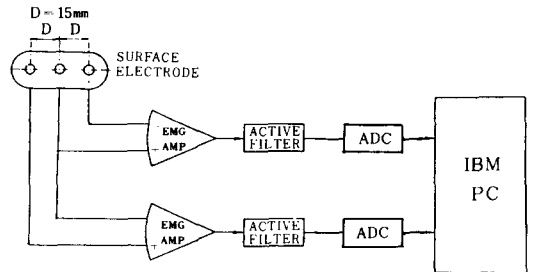 D = 15mm
D D
SURFACE
ELECTRODE
EMG
AMP
ACTIVE
FILTER
ADC
IBM
PC
EMG
AMP
ACTIVE
FILTER
ADC